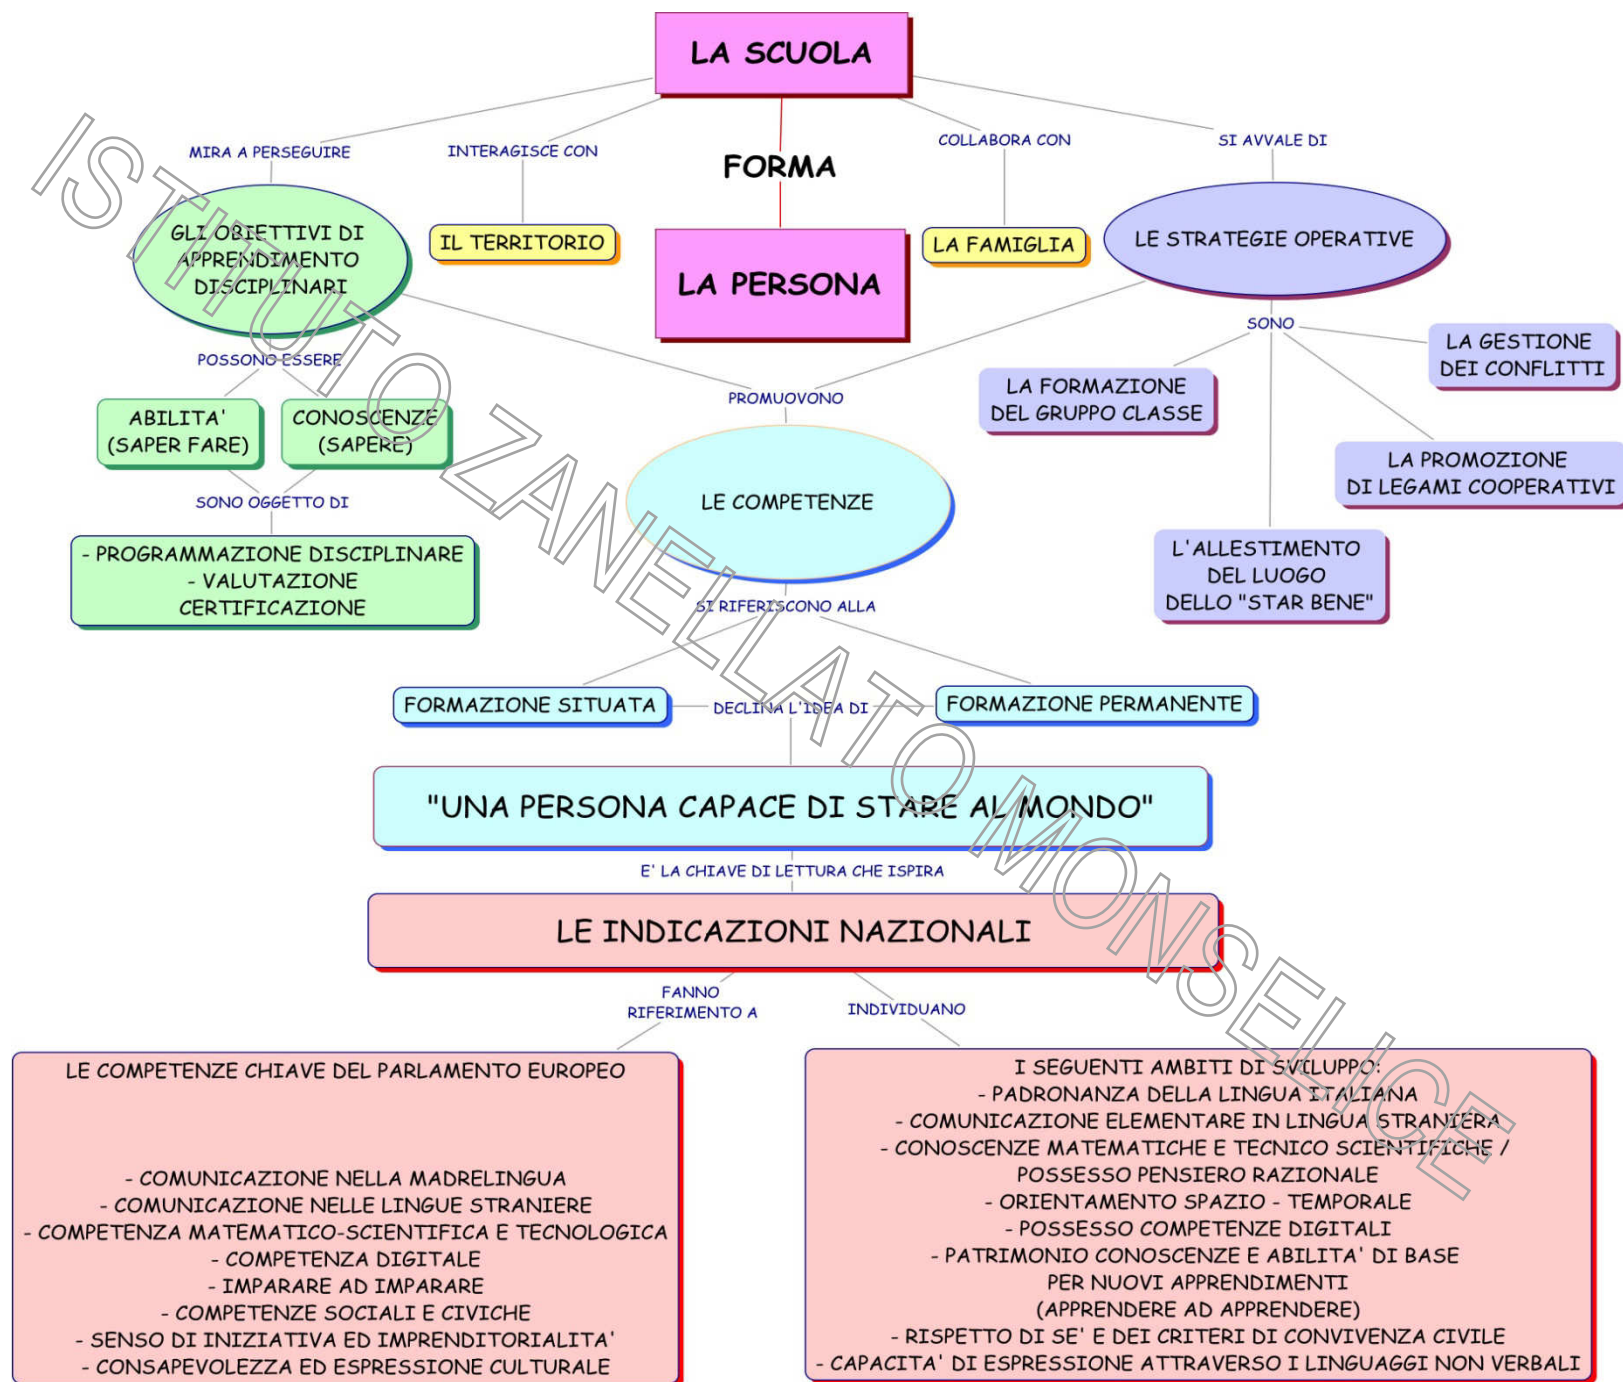 LA SCUOLA
MIRA A PERSEGUIRE
INTERAGISCE CON
FORMA
COLLABORA CON
SI AVVALE DI
GLI OBIETTIVI DI
APPRENDIMENTO
DISCIPLINARI
IL TERRITORIO
LA PERSONA
LA FAMIGLIA
LE STRATEGIE OPERATIVE
POSSONO ESSERE
SONO
ABILITA'
(SAPER FARE)
CONOSCENZE
(SAPERE)
PROMUOVONO
LA FORMAZIONE
DEL GRUPPO CLASSE
LA GESTIONE
DEI CONFLITTI
LA PROMOZIONE
DI LEGAMI COOPERATIVI
L'ALLESTIMENTO
DEL LUOGO
DELLO "STAR BENE"
SONO OGGETTO DI
- PROGRAMMAZIONE DISCIPLINARE
- VALUTAZIONE
CERTIFICAZIONE
LE COMPETENZE
SI RIFERISCONO ALLA
FORMAZIONE SITUATA
DECLINA L'IDEA DI
FORMAZIONE PERMANENTE
"UNA PERSONA CAPACE DI STARE AL MONDO"
E' LA CHIAVE DI LETTURA CHE ISPIRA
LE INDICAZIONI NAZIONALI
FANNO
RIFERIMENTO A
INDIVIDUANO
LE COMPETENZE CHIAVE DEL PARLAMENTO EUROPEO
- COMUNICAZIONE NELLA MADRELINGUA
- COMUNICAZIONE NELLE LINGUE STRANIERE
- COMPETENZA MATEMATICO-SCIENTIFICA E TECNOLOGICA
- COMPETENZA DIGITALE
- IMPARARE AD IMPARARE
- COMPETENZE SOCIALI E CIVICHE
- SENSO DI INIZIATIVA ED IMPRENDITORIALITA'
- CONSAPEVOLEZZA ED ESPRESSIONE CULTURALE
I SEGUENTI AMBITI DI SVILUPPO:
- PADRONANZA DELLA LINGUA ITALIANA
- COMUNICAZIONE ELEMENTARE IN LINGUA STRANIERA
- CONOSCENZE MATEMATICHE E TECNICO SCIENTIFICHE /
POSSESSO PENSIERO RAZIONALE
- ORIENTAMENTO SPAZIO - TEMPORALE
- POSSESSO COMPETENZE DIGITALI
- PATRIMONIO CONOSCENZE E ABILITA' DI BASE
PER NUOVI APPRENDIMENTI
(APPRENDERE AD APPRENDERE)
- RISPETTO DI SE' E DEI CRITERI DI CONVIVENZA CIVILE
- CAPACITA' DI ESPRESSIONE ATTRAVERSO I LINGUAGGI NON VERBALI
ISTITUTO ZANELLATO MONSELICE